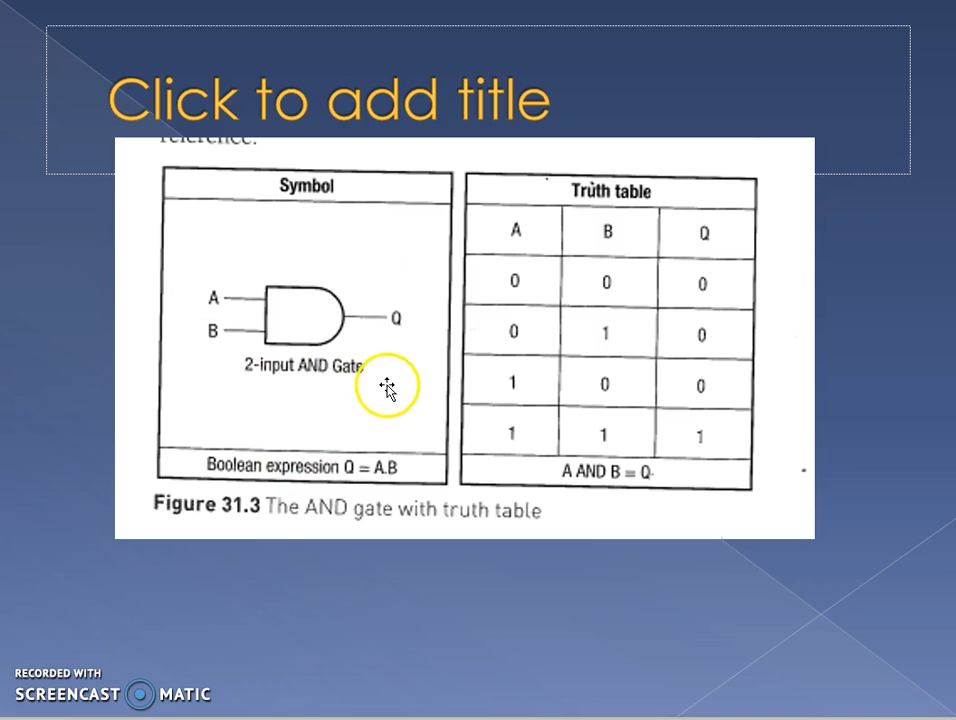 Click to add title
reference.
Symbol
A
B
Q
2-input AND Gate
Boolean expression Q = A.B
Truth table
A B Q
0 0 0
0 1 0
1 0 0
1 1 1
A AND B = Q
Figure 31.3 The AND gate with truth table
RECORDED WITH
SCREENCAST MATIC